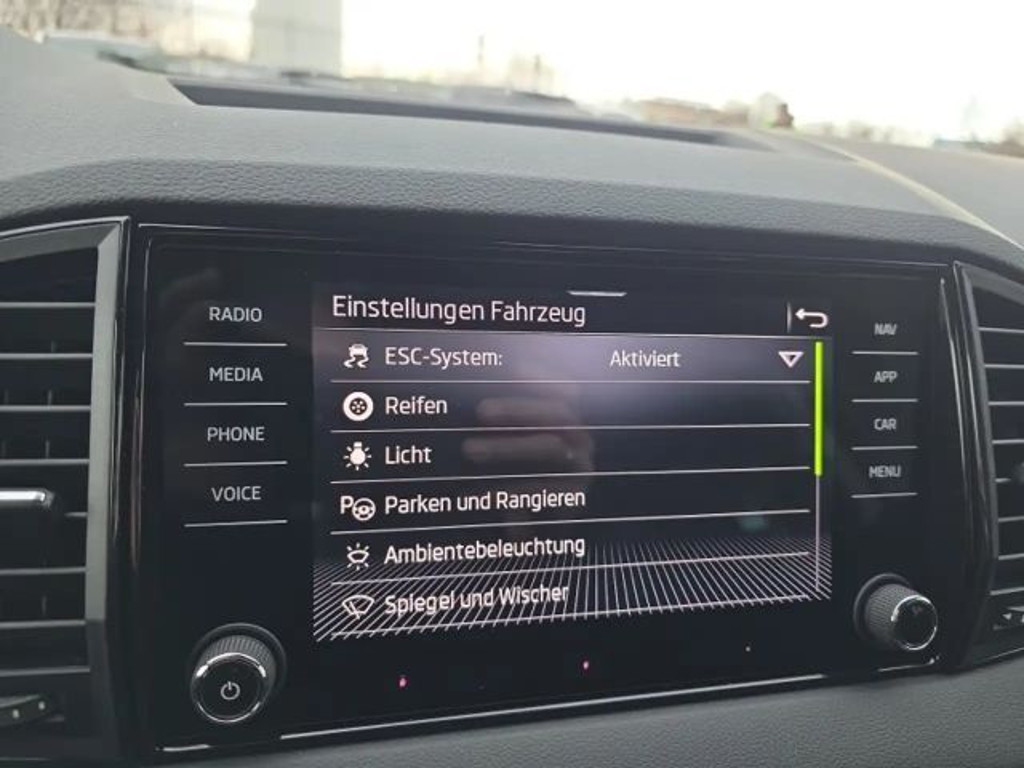 RADIO
MEDIA
PHONE
VOICE
Einstellungen Fahrzeug
ESC-System: Aktiviert
Reifen
Licht
P Parken und Rangieren
Ambientebeleuchtung
Spiegel und Wischer
NAV
APP
CAR
MENU